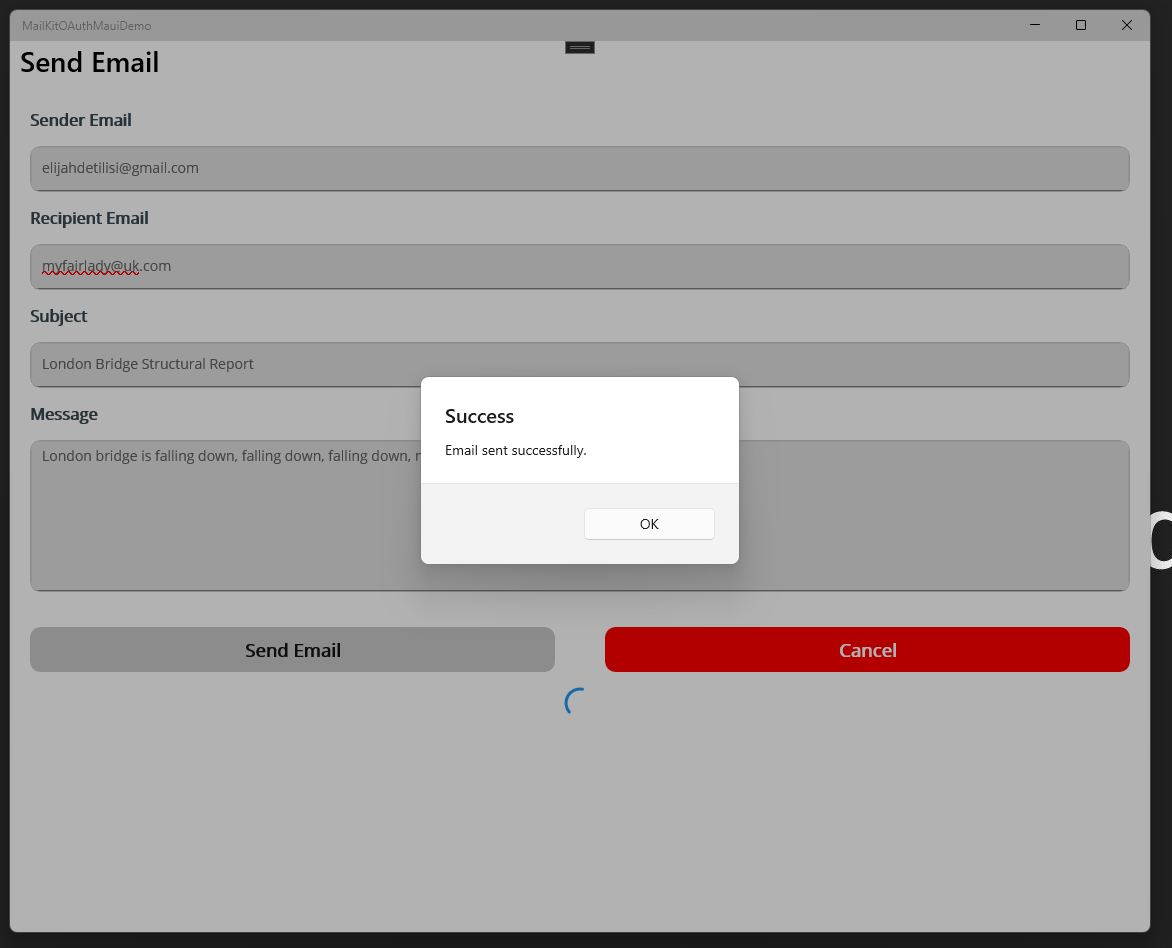 MailKitOAuthMauiDemo
Send Email
Sender Email
elijahdetilisi@gmail.com
Recipient Email
myfairlady@uk.com
Subject
London Bridge Structural Report
Message
London bridge is falling down, falling down, falling down,
Success
Email sent successfully.
OK
Send Email
Cancel